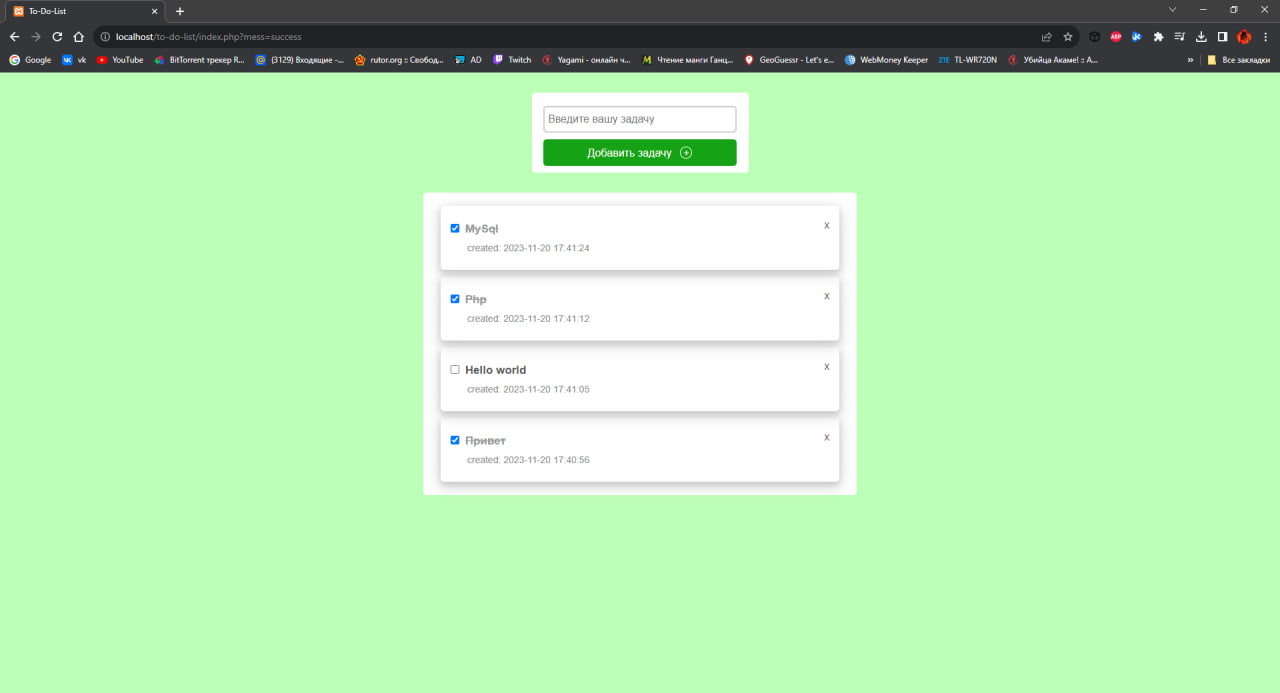 To-Do-List
localhost/to-do-list/index.php?mess=success
Google vk YouTube BitTorrent трекер R... (3129) Входящие -... rutor.org :: Свобод... AD Twitch Yagami - онлайн ч... Чтение манги Ганц... GeoGuessr - Let's e... WebMoney Keeper TL-WR720N Убийца Акаме! :: A... » Все закладки
Введите вашу задачу
Добавить задачу
MySql x
created: 2023-11-20 17:41:24
Php x
created: 2023-11-20 17:41:12
Hello world x
created: 2023-11-20 17:41:05
Привет x
created: 2023-11-20 17:40:56